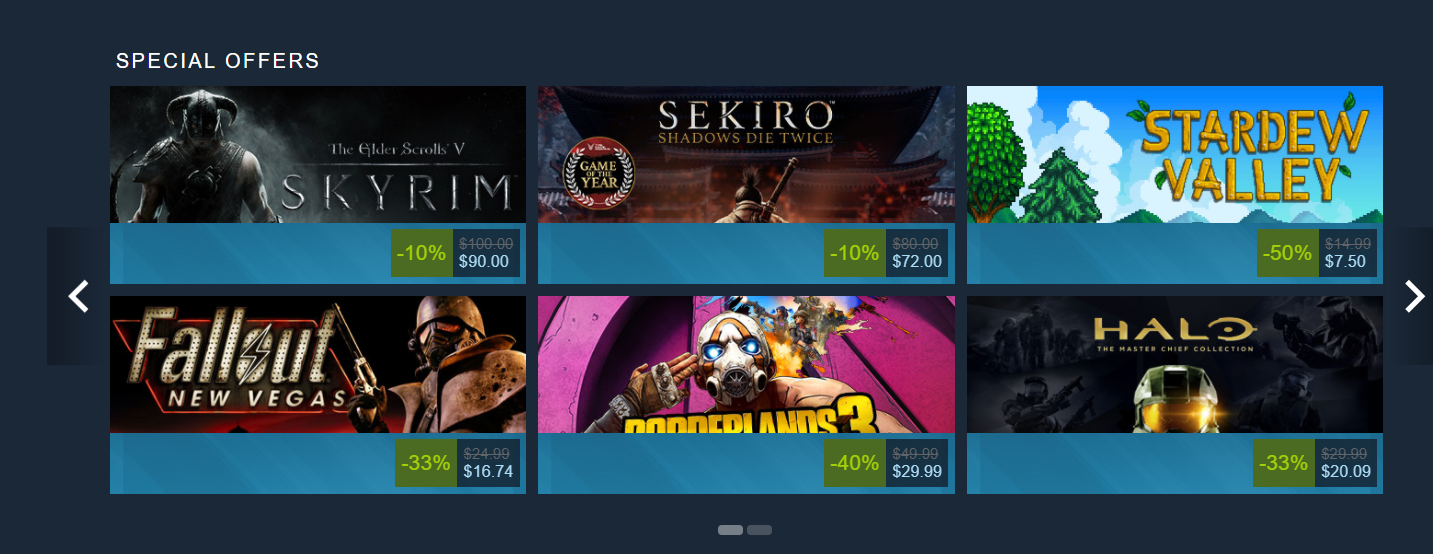 SPECIAL OFFERS
The Elder Scrolls V
SKYRIM
-10%
$100.00
$90.00
SEKIRO™
SHADOWS DIE TWICE
GAME
OF THE
YEAR
-10%
$80.00
$72.00
STARDEW
VALLEY
-50%
$14.99
$7.50
Fallout
NEW VEGAS
-33%
$24.99
$16.74
BORDERLANDS 3
-40%
$49.99
$29.99
HALO
THE MASTER CHIEF COLLECTION
-33%
$29.99
$20.09